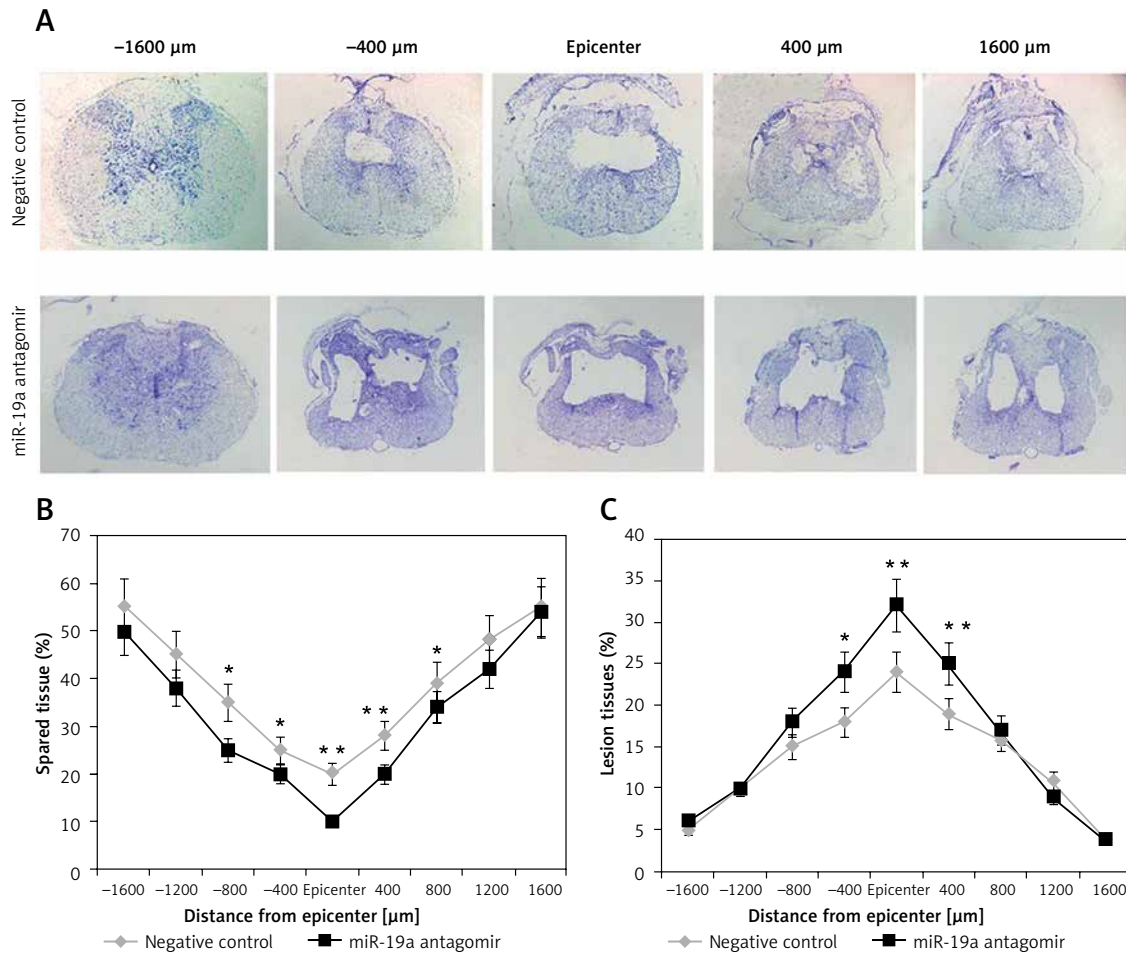 A
−1600 μm −400 μm Epicenter 400 μm 1600 μm
Negative control
miR-19a antagomir
B
70
60
50
40
30
20
10
0
Spared tissue (%)
*
*
* *
* *
*
−1600 −1200 −800 −400 Epicenter 400 800 1200 1600
Distance from epicenter [μm]
Negative control miR-19a antagomir
C
40
35
30
25
20
15
10
5
0
Lesion tissues (%)
*
* *
* *
−1600 −1200 −800 −400 Epicenter 400 800 1200 1600
Distance from epicenter [μm]
Negative control miR-19a antagomir